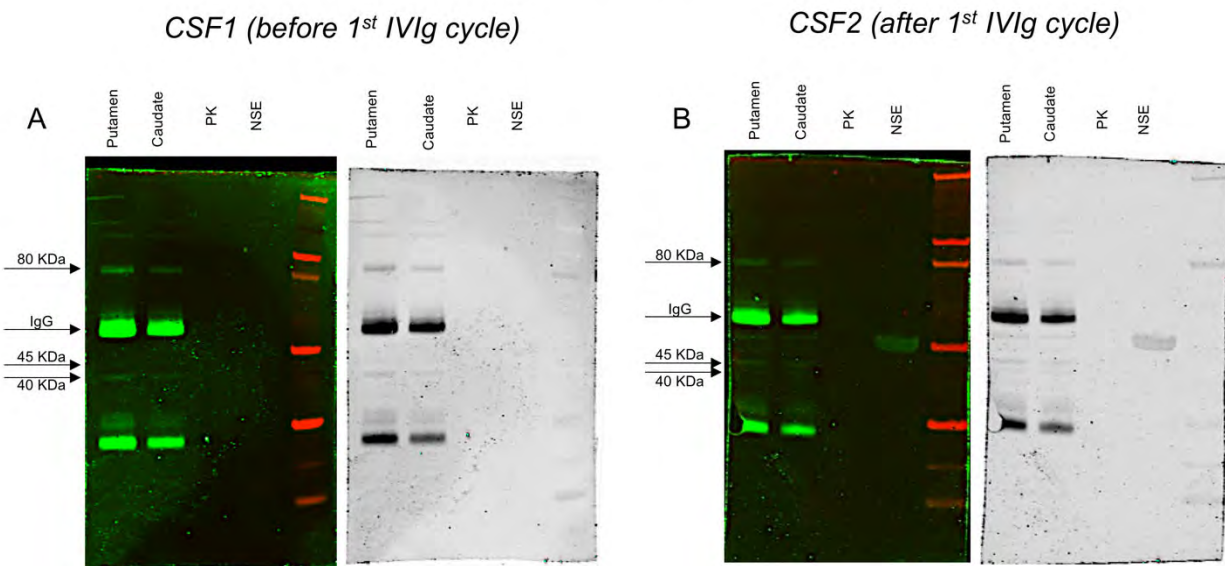 CSF1 (before 1st IVIg cycle)
CSF2 (after 1st IVIg cycle)
A
Putamen
Caudate
PK
NSE
Putamen
Caudate
PK
NSE
80 KDa
IgG
45 KDa
40 KDa
B
Putamen
Caudate
PK
NSE
Putamen
Caudate
PK
NSE
80 KDa
IgG
45 KDa
40 KDa